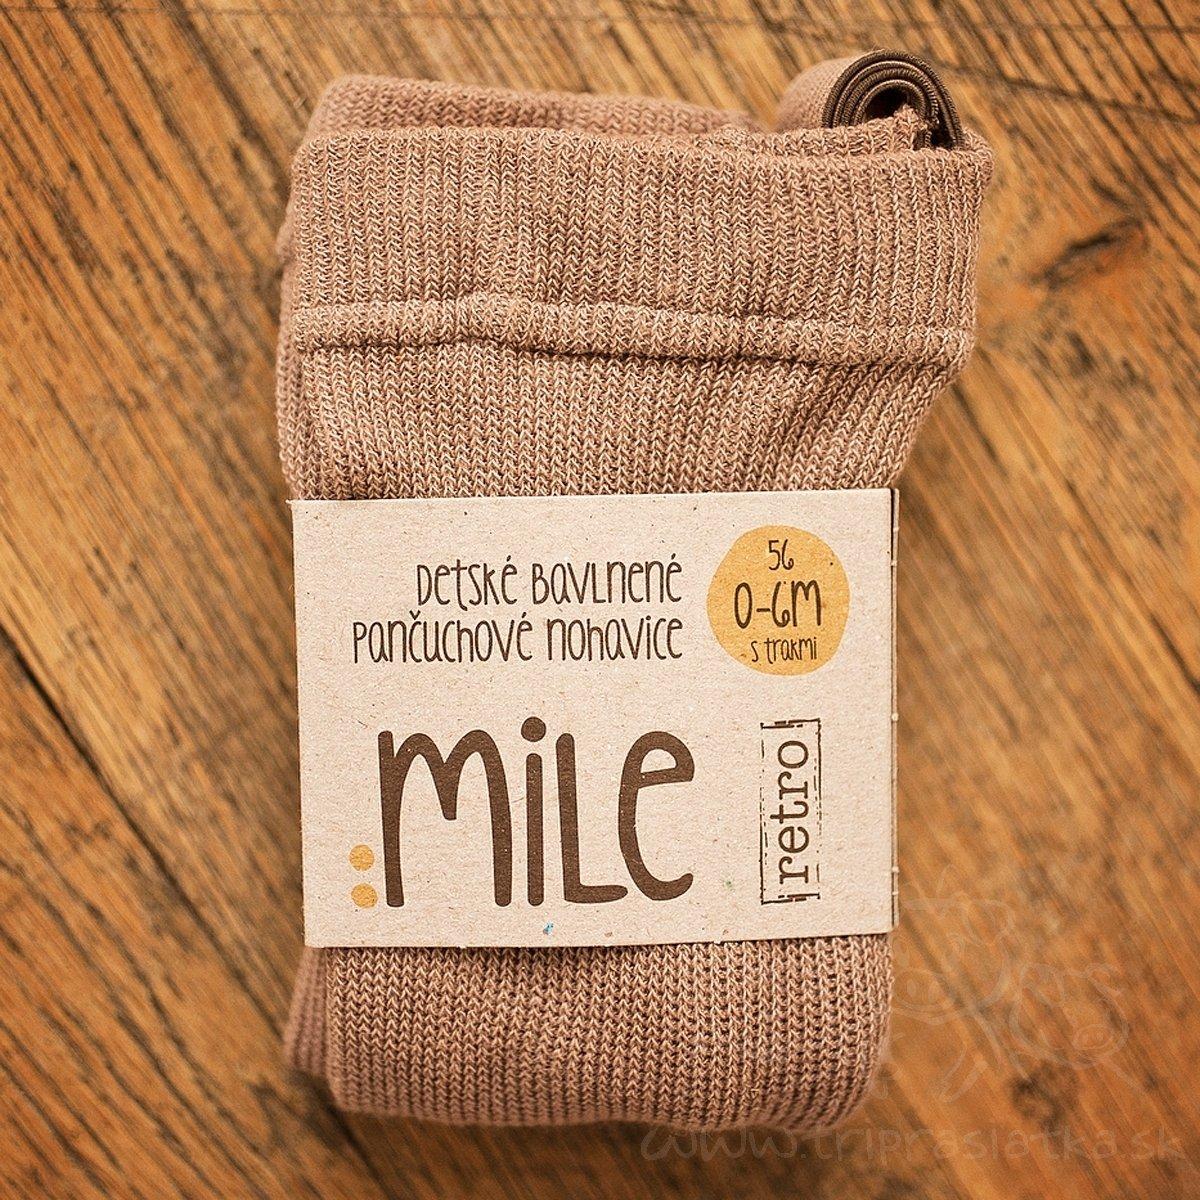 Detské bavlnené
pančuchové nohavice
56
0-6M
s trakmi
:mile
retro
www.triprasiatka.sk